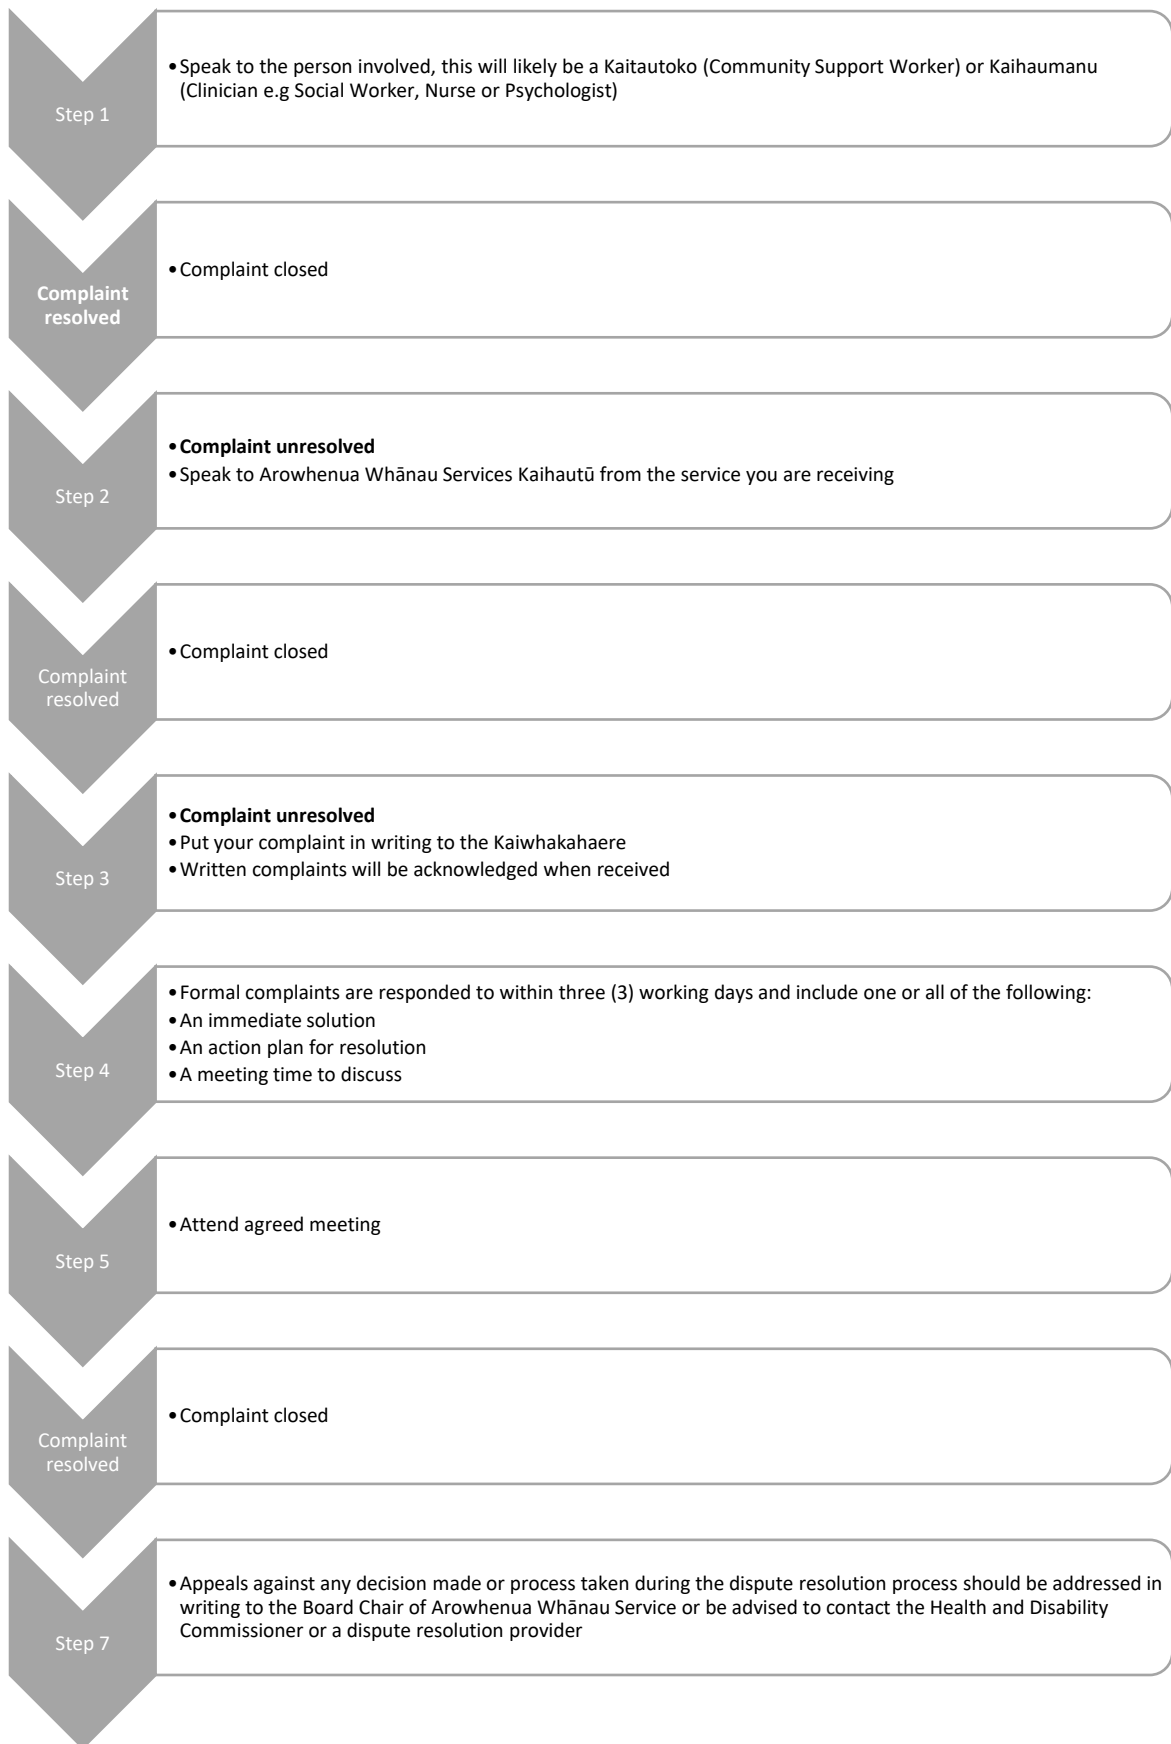 Step 1
•Speak to the person involved, this will likely be a Kaitautoko (Community Support Worker) or Kaihaumanu
(Clinician e.g Social Worker, Nurse or Psychologist)
Complaint
resolved
•Complaint closed
Step 2
•Complaint unresolved
•Speak to Arowhenua Whānau Services Kaihautū from the service you are receiving
Complaint
resolved
•Complaint closed
Step 3
•Complaint unresolved
•Put your complaint in writing to the Kaiwhakahaere
•Written complaints will be acknowledged when received
Step 4
•Formal complaints are responded to within three (3) working days and include one or all of the following:
•An immediate solution
•An action plan for resolution
•A meeting time to discuss
Step 5
•Attend agreed meeting
Complaint
resolved
•Complaint closed
Step 7
•Appeals against any decision made or process taken during the dispute resolution process should be addressed in
writing to the Board Chair of Arowhenua Whānau Service or be advised to contact the Health and Disability
Commissioner or a dispute resolution provider